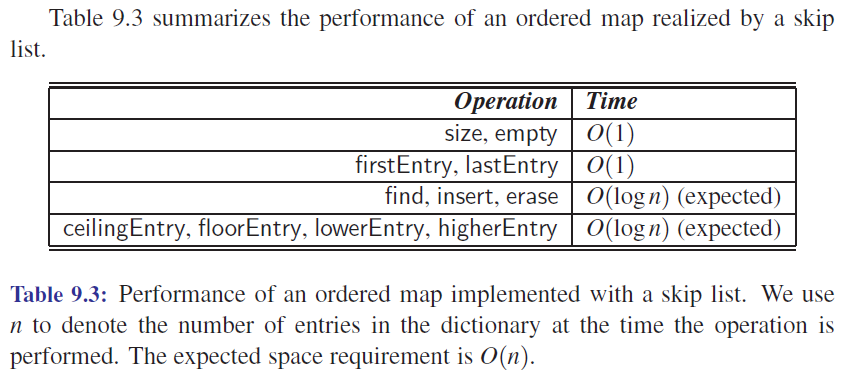 Table 9.3 summarizes the performance of an ordered map realized by a skip
list.
Operation Time
size, empty O(1)
firstEntry, lastEntry O(1)
find, insert, erase O(log n) (expected)
ceilingEntry, floorEntry, lowerEntry, higherEntry O(log n) (expected)
Table 9.3: Performance of an ordered map implemented with a skip list. We use
n to denote the number of entries in the dictionary at the time the operation is
performed. The expected space requirement is O(n).